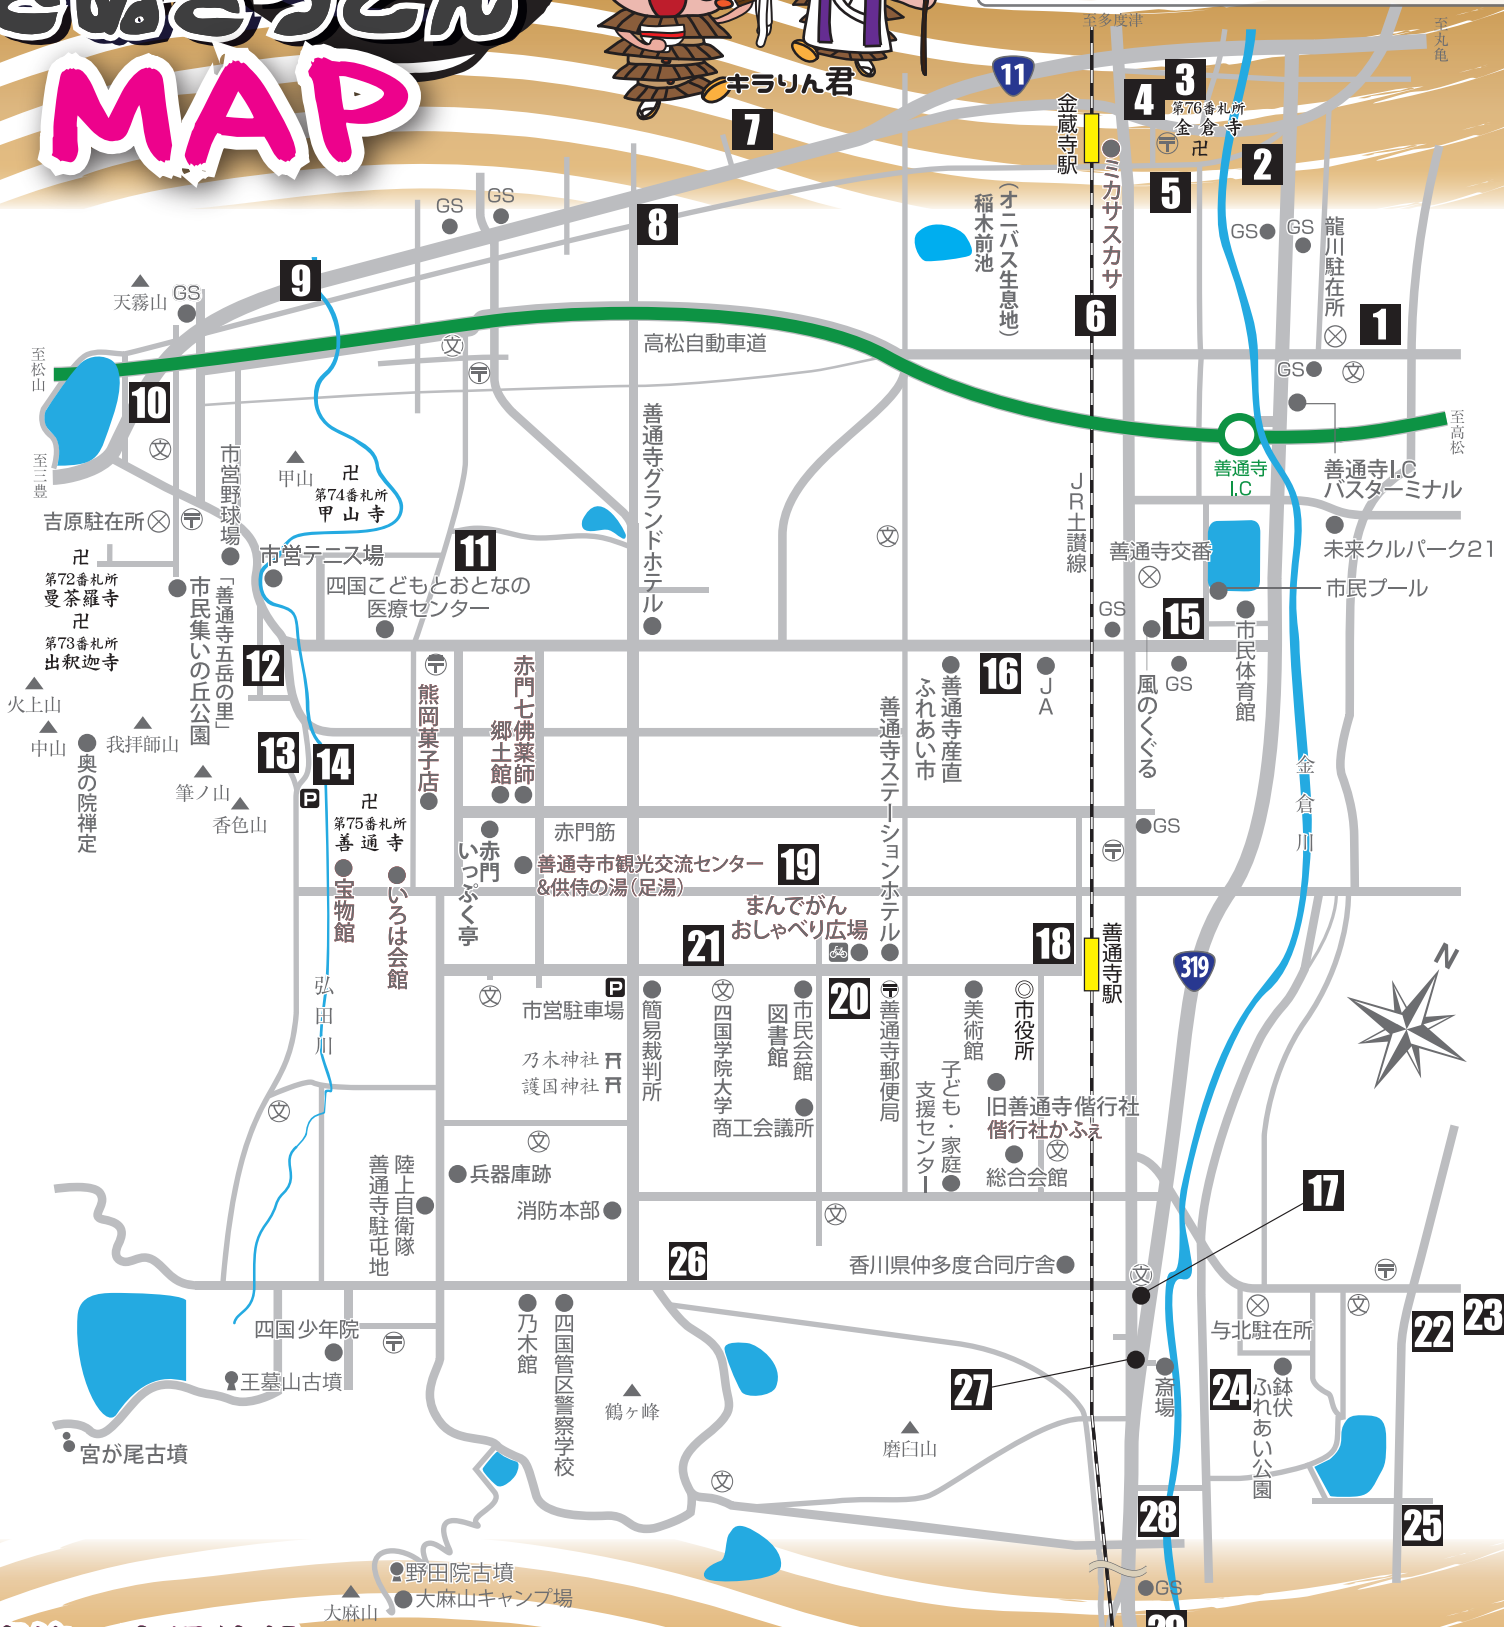 MAP
キラりん君
至多度津
至丸亀
11
7
4
3
第76番札所
金倉寺
卍
〒
2
5
金蔵寺駅
ミカサスカサ
(オニバス生息地)
稲木前池
GS
GS
8
GS
GS
龍川駐在所
9
天霧山
GS
6
1
至松山
文
〒
高松自動車道
GS
文
10
文
至三豊
至高松
市営野球場
甲山
卍
第74番札所
甲山寺
善通寺グランドホテル
JR土讃線
善通寺
I.C
善通寺I.C
バスターミナル
吉原駐在所
〒
11
文
善通寺交番
未来クルパーク21
卍
第72番札所
曼荼羅寺
卍
第73番札所
出釈迦寺
市営テニス場
四国こどもとおとなの
医療センター
市民プール
「善通寺五岳の里」
市民集いの丘公園
GS
15
市民体育館
12
〒
赤門七佛薬師
郷土館
熊岡菓子店
善通寺産直
ふれあい市
16
JA
風のくぐる
GS
火上山
中山
我拝師山
奥の院禅定
筆ノ山
香色山
13
14
P
卍
第75番札所
善通寺
善通寺ステーションホテル
金倉川
GS
赤門筋
赤門
いっぷく亭
善通寺市観光交流センター
&供侍の湯(足湯)
19
〒
宝物館
いろは会館
まんでがん
おしゃべり広場
21
18
善通寺駅
319
N
弘田川
文
市営駐車場
P
簡易裁判所
文
四国学院大学
市民会館
図書館
20
〒
善通寺郵便局
美術館
市役所
乃木神社
護国神社
商工会議所
子ども・家庭
支援センター
旧善通寺偕行社
偕行社かふぇ
文
総合会館
文
文
兵器庫跡
陸上自衛隊
善通寺駐屯地
消防本部
文
17
26
香川県仲多度合同庁舎
文
〒
文
与北駐在所
22
23
四国少年院
〒
乃木館
四国管区警察学校
王墓山古墳
鶴ヶ峰
27
斎場
24
鉢伏
ふれあい公園
宮が尾古墳
磨臼山
文
28
25
野田院古墳
大麻山キャンプ場
大麻山
GS